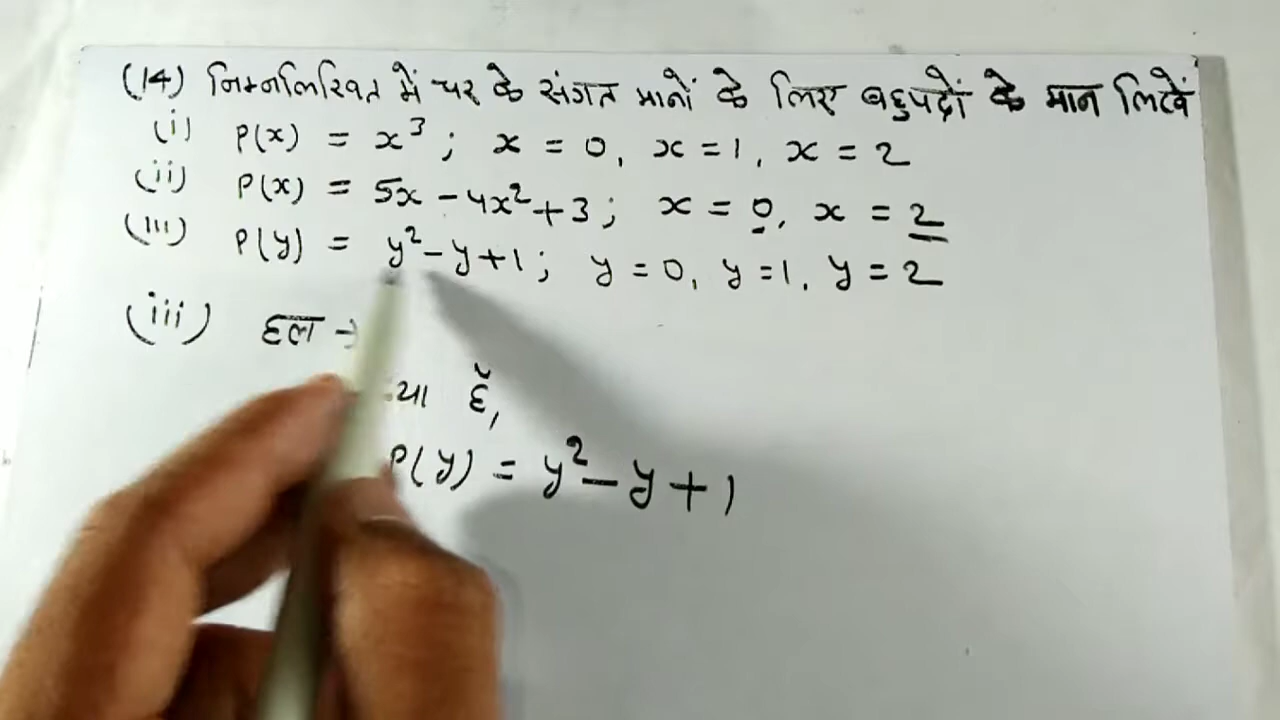 (14) निम्नलिखित में चर के संगत मानों के लिए बहुपदों के मान लिखें
(i) P(x) = x³ ; x = 0, x = 1, x = 2
(ii) P(x) = 5x - 4x² + 3 ; x = 0, x = 2
(iii) P(y) = y² - y + 1 ; y = 0, y = 1, y = 2
(iii) हल →
है,
P(y) = y² - y + 1